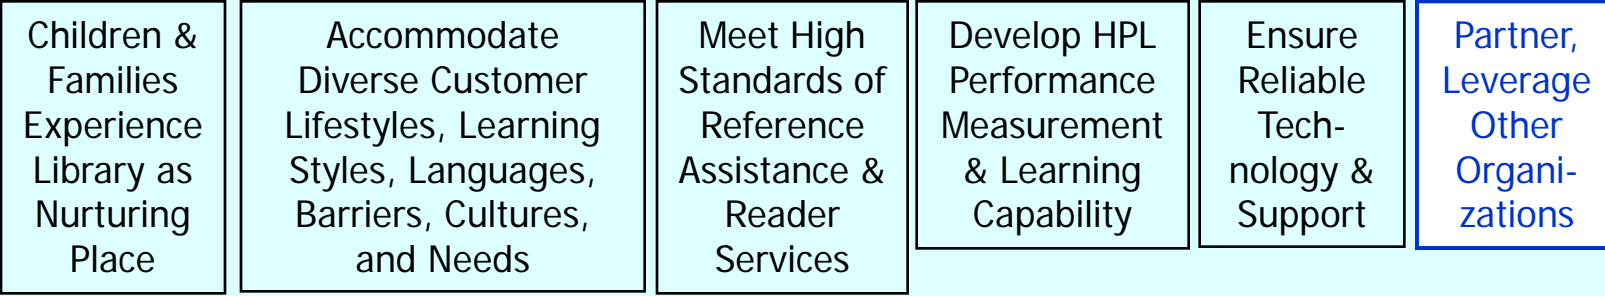 Children &
Families
Experience
Library as
Nurturing
Place
Accommodate
Diverse Customer
Lifestyles, Learning
Styles, Languages,
Barriers, Cultures,
and Needs
Meet High
Standards of
Reference
Assistance &
Reader
Services
Develop HPL
Performance
Measurement
& Learning
Capability
Ensure
Reliable
Tech-
nology &
Support
Partner,
Leverage
Other
Organi-
zations